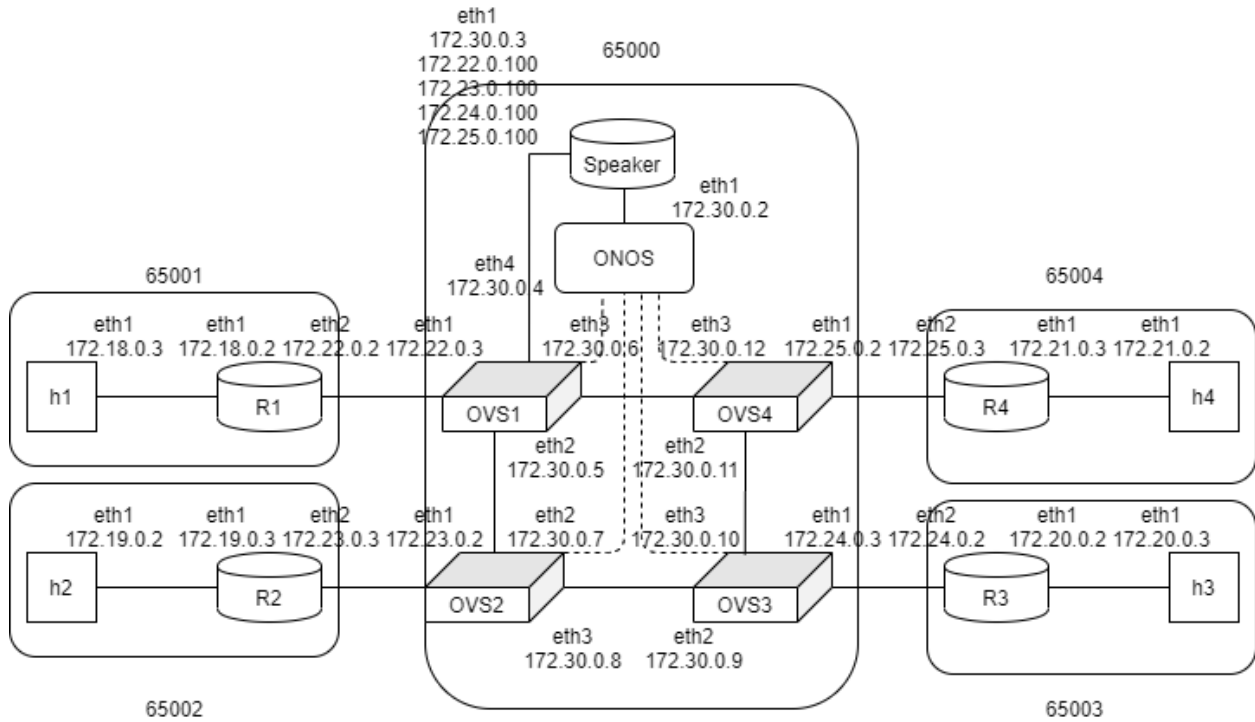 eth1
172.30.0.3
172.22.0.100
172.23.0.100
172.24.0.100
172.25.0.100
65000
Speaker
eth1
172.30.0.2
ONOS
eth4
172.30.0.4
65001
65004
eth1
172.18.0.3
eth1
172.18.0.2
eth2
172.22.0.2
eth1
172.22.0.3
eth3
172.30.0.6
eth3
172.30.0.12
eth1
172.25.0.2
eth2
172.25.0.3
eth1
172.21.0.3
eth1
172.21.0.2
h1
R1
OVS1
OVS4
R4
h4
eth2
172.30.0.5
eth2
172.30.0.11
eth1
172.19.0.2
eth1
172.19.0.3
eth2
172.23.0.3
eth1
172.23.0.2
eth2
172.30.0.7
eth3
172.30.0.10
eth1
172.24.0.3
eth2
172.24.0.2
eth1
172.20.0.2
eth1
172.20.0.3
h2
R2
OVS2
OVS3
R3
h3
eth3
172.30.0.8
eth2
172.30.0.9
65002
65003